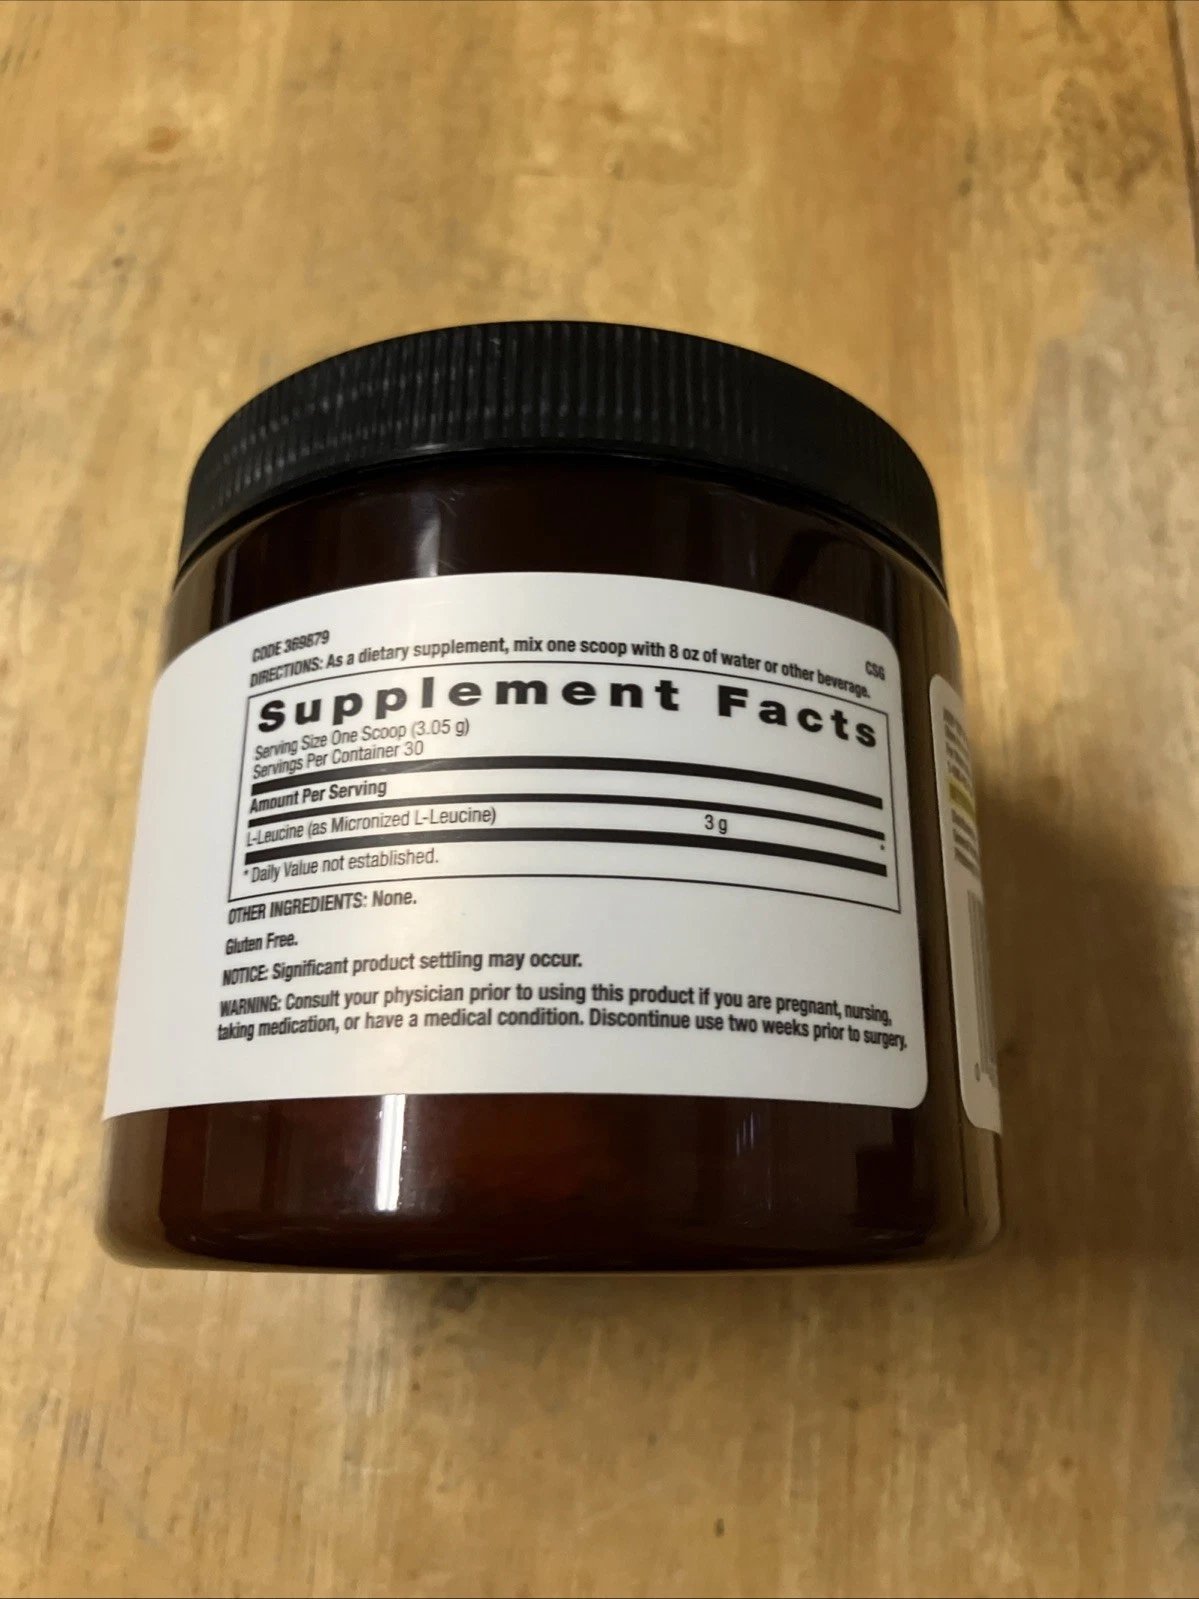 CODE 369879
CSG
DIRECTIONS: As a dietary supplement, mix one scoop with 8 oz of water or other beverage.
Supplement Facts
Serving Size One Scoop (3.05 g)
Servings Per Container 30
Amount Per Serving
L-Leucine (as Micronized L-Leucine) 3 g *
* Daily Value not established.
OTHER INGREDIENTS: None.
Gluten Free.
NOTICE: Significant product settling may occur.
WARNING: Consult your physician prior to using this product if you are pregnant, nursing,
taking medication, or have a medical condition. Discontinue use two weeks prior to surgery.
0